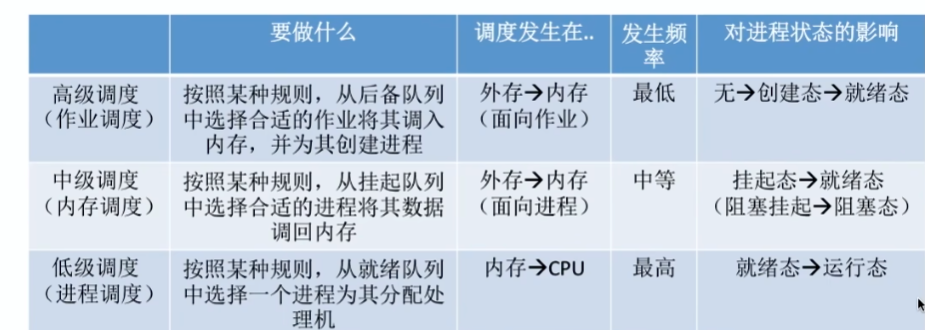 要做什么
调度发生在..
发生频
率
对进程状态的影响
高级调度
（作业调度）
按照某种规则，从后备队列
中选择合适的作业将其调入
内存，并为其创建进程
外存→内存
（面向作业）
最低
无→创建态→就绪态
中级调度
（内存调度）
按照某种规则，从挂起队列
中选择合适的进程将其数据
调回内存
外存→内存
（面向进程）
中等
挂起态→就绪态
（阻塞挂起→阻塞态）
低级调度
（进程调度）
按照某种规则，从就绪队列
中选择一个进程为其分配处
理机
内存→CPU
最高
就绪态→运行态